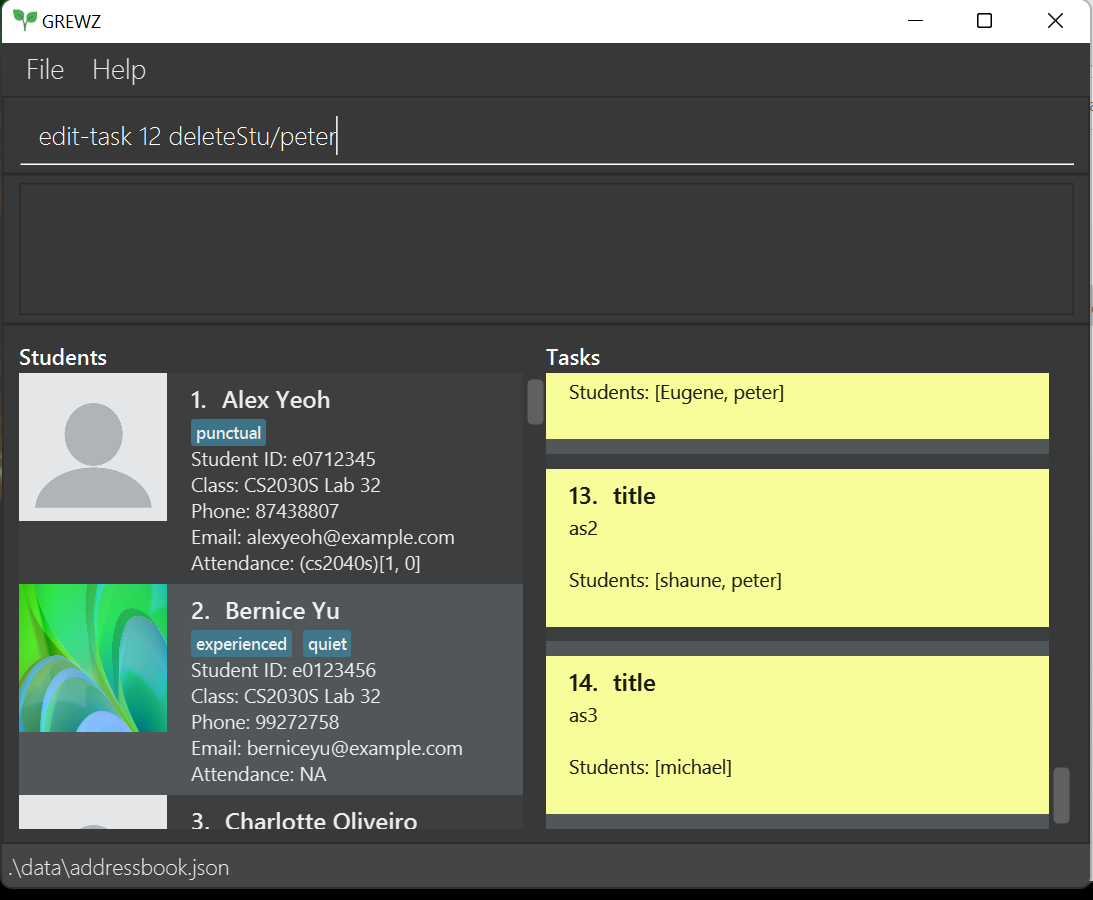 GREWZ
File Help
edit-task 12 deleteStu/peter
Students
1. Alex Yeoh
punctual
Student ID: e0712345
Class: CS2030S Lab 32
Phone: 87438807
Email: alexyeoh@example.com
Attendance: (cs2040s)[1, 0]
2. Bernice Yu
experienced quiet
Student ID: e0123456
Class: CS2030S Lab 32
Phone: 99272758
Email: berniceyu@example.com
Attendance: NA
3. Charlotte Oliveiro
Tasks
Students: [Eugene, peter]
13. title
as2
Students: [shaune, peter]
14. title
as3
Students: [michael]
.\data\addressbook.json